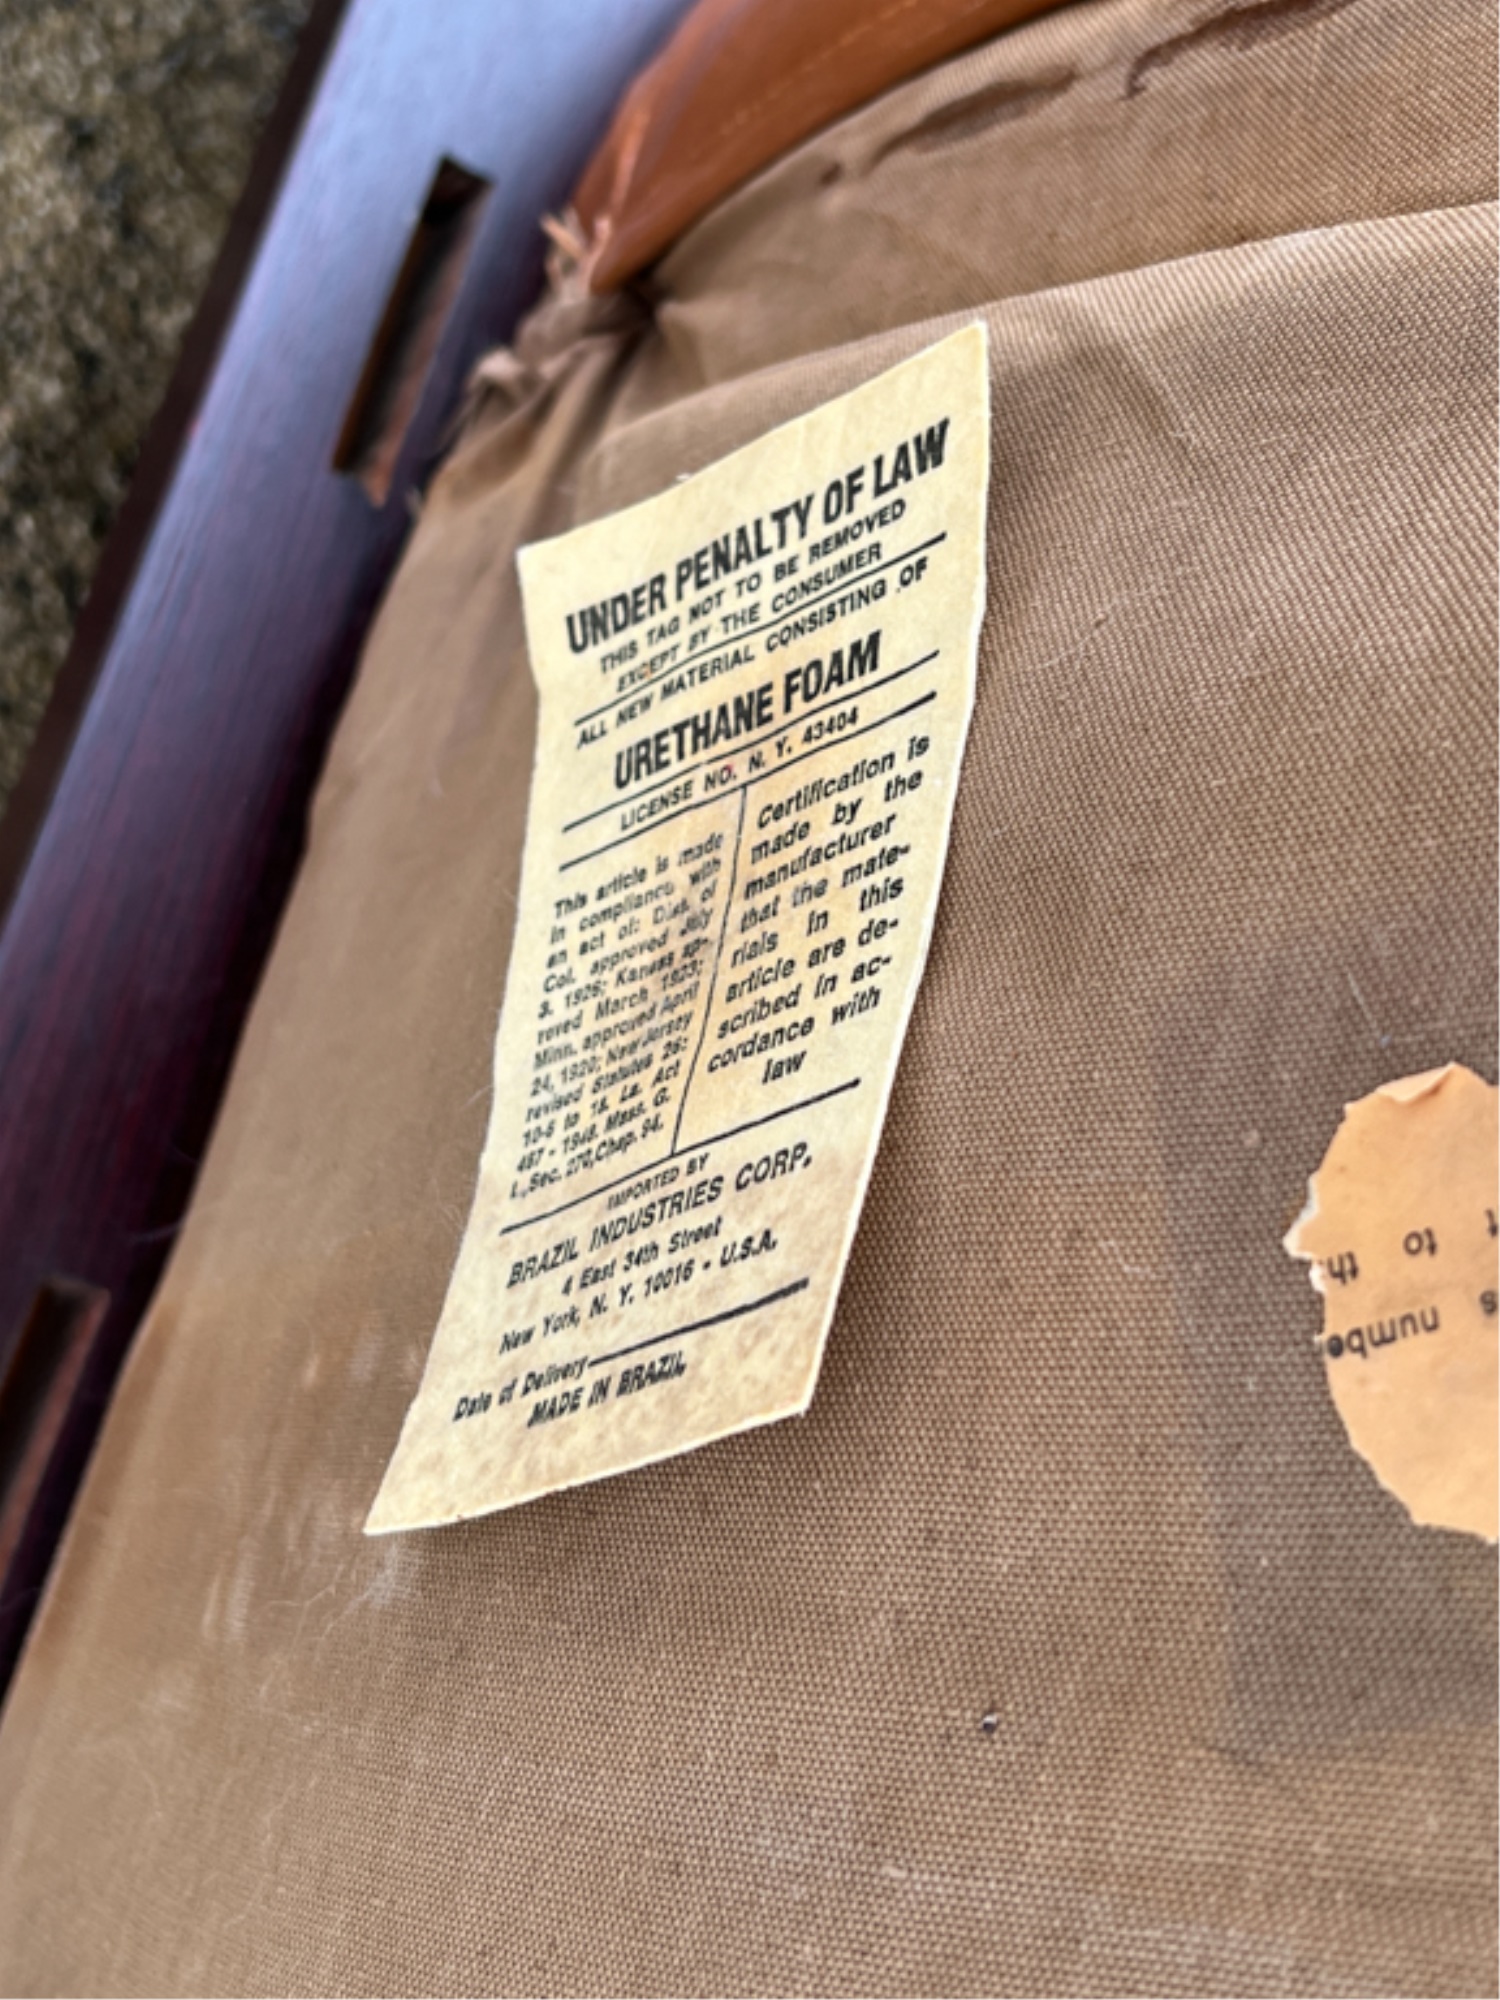 UNDER PENALTY OF LAW
THIS TAG NOT TO BE REMOVED
EXCEPT BY THE CONSUMER
ALL NEW MATERIAL CONSISTING OF
URETHANE FOAM
LICENSE NO. N. Y. 43404
This article is made
in compliance with
an act of: Dist. of
Col. approved July
3, 1926; Kansas ap-
roved March 1923;
Minn. approved April
24, 1920; New Jersey
revised Statutes 26:
10-6 to 18. La. Act
467 - 1948. Mass. G.
L., Sec. 270, Chap. 94.
Certification is
made by the
manufacturer
that the mate-
rials in this
article are de-
scribed in ac-
cordance with
law
IMPORTED BY
BRAZIL INDUSTRIES CORP.
4 East 34th Street
New York, N. Y. 10016 - U.S.A.
Date of Delivery
MADE IN BRAZIL
s numbe
t to th